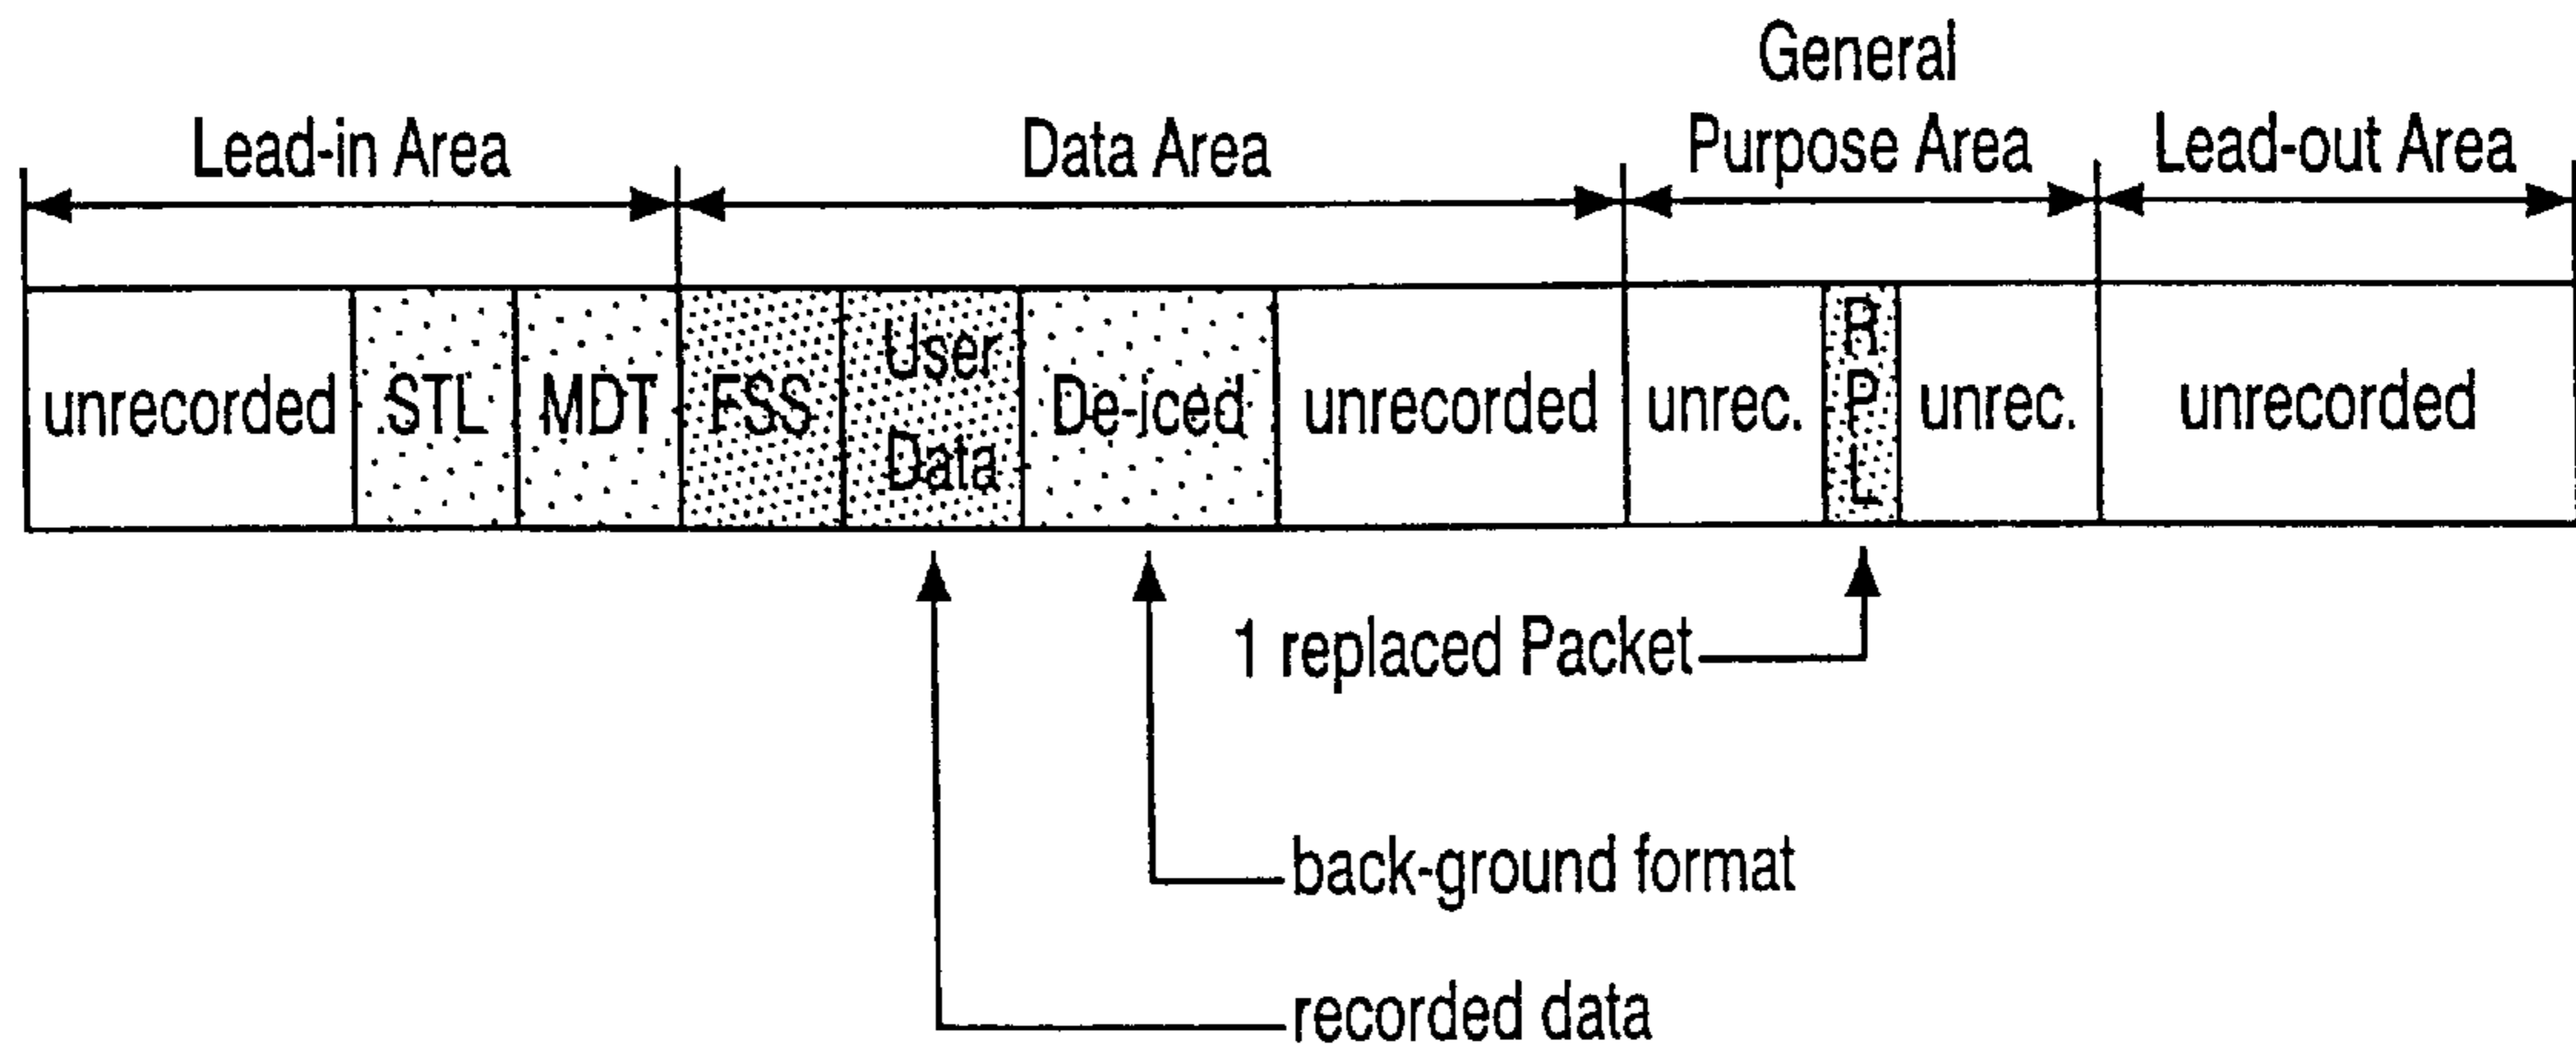 General
Lead-in Area Data Area Purpose Area Lead-out Area
unrecorded STL MDT FSS User Data De-iced unrecorded unrec. RPL unrec. unrecorded
1 replaced Packet
back-ground format
recorded data